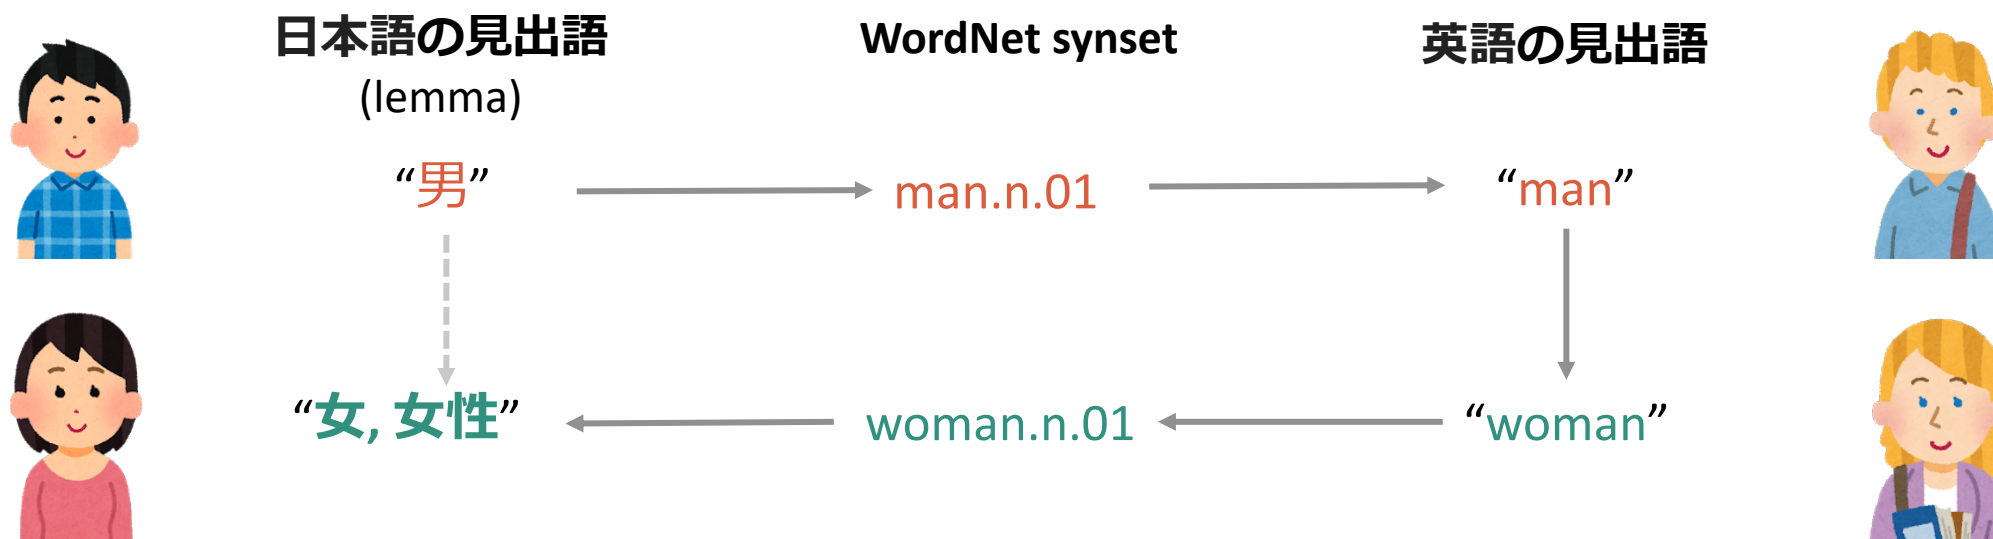 日本語の見出語 WordNet synset 英語の見出語
(lemma)
“男” man.n.01 “man”
“女, 女性” woman.n.01 “woman”